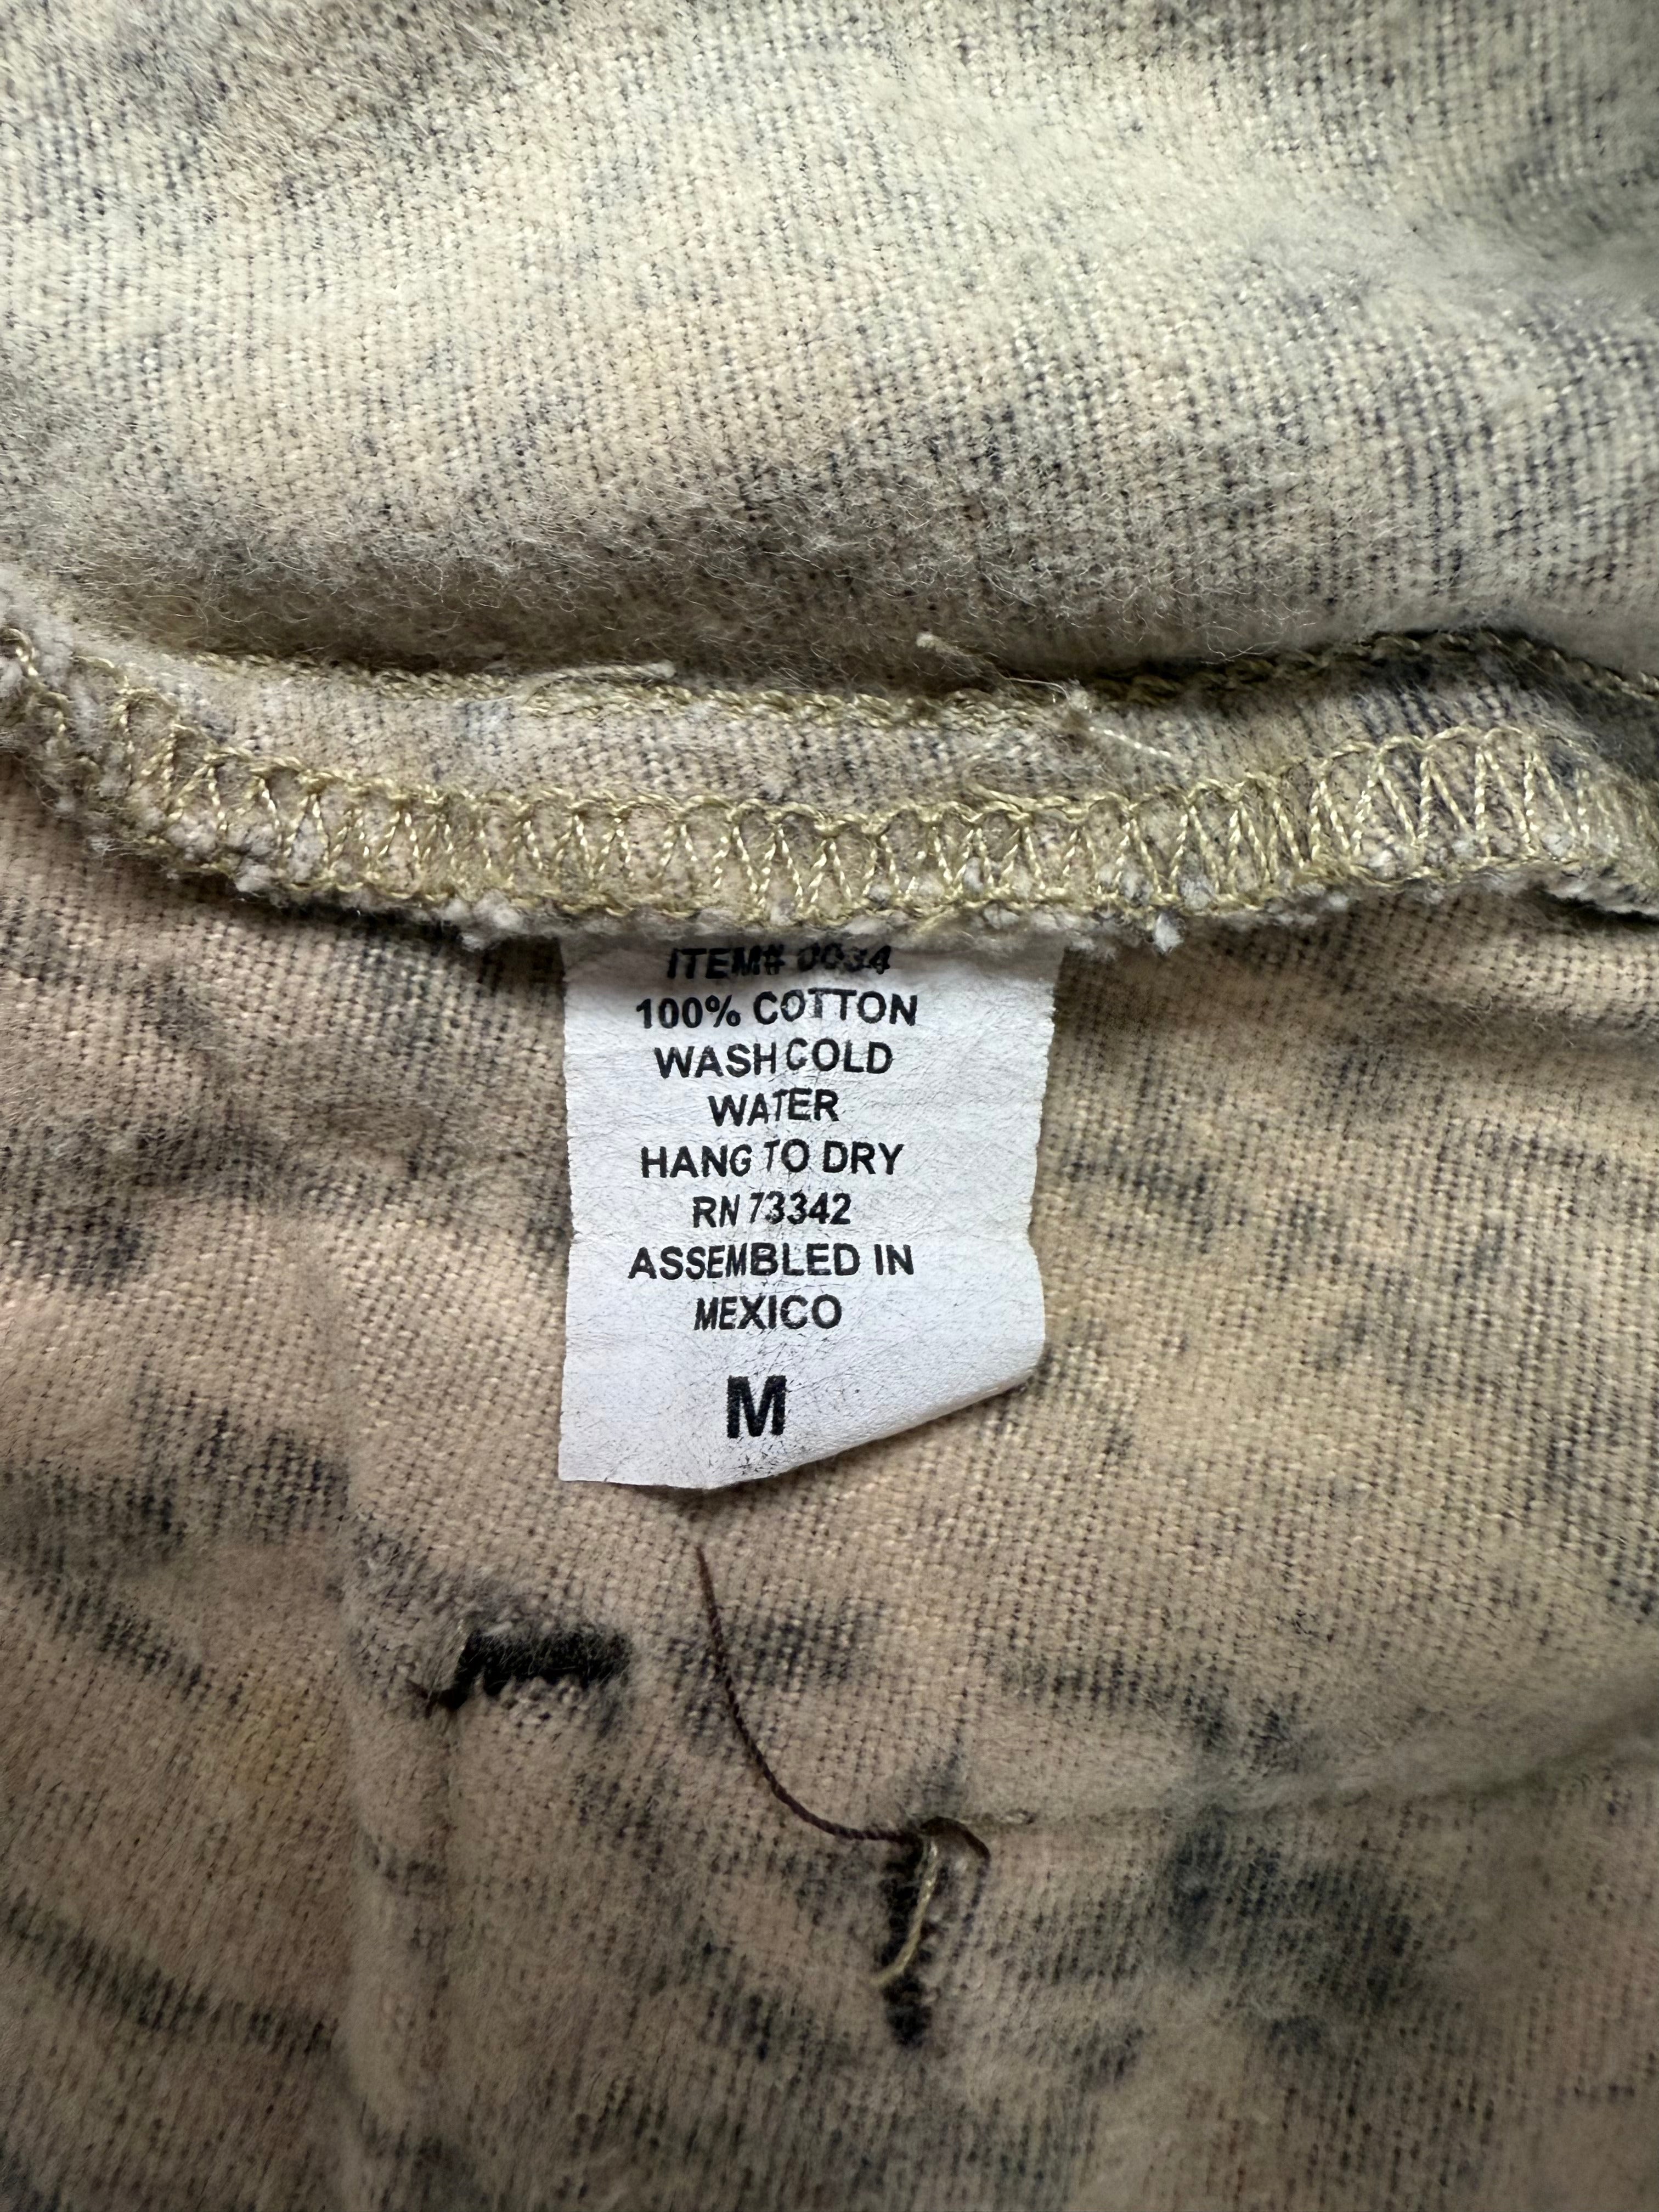 ITEM# 0034
100% COTTON
WASH COLD
WATER
HANG TO DRY
RN 73342
ASSEMBLED IN
MEXICO
M